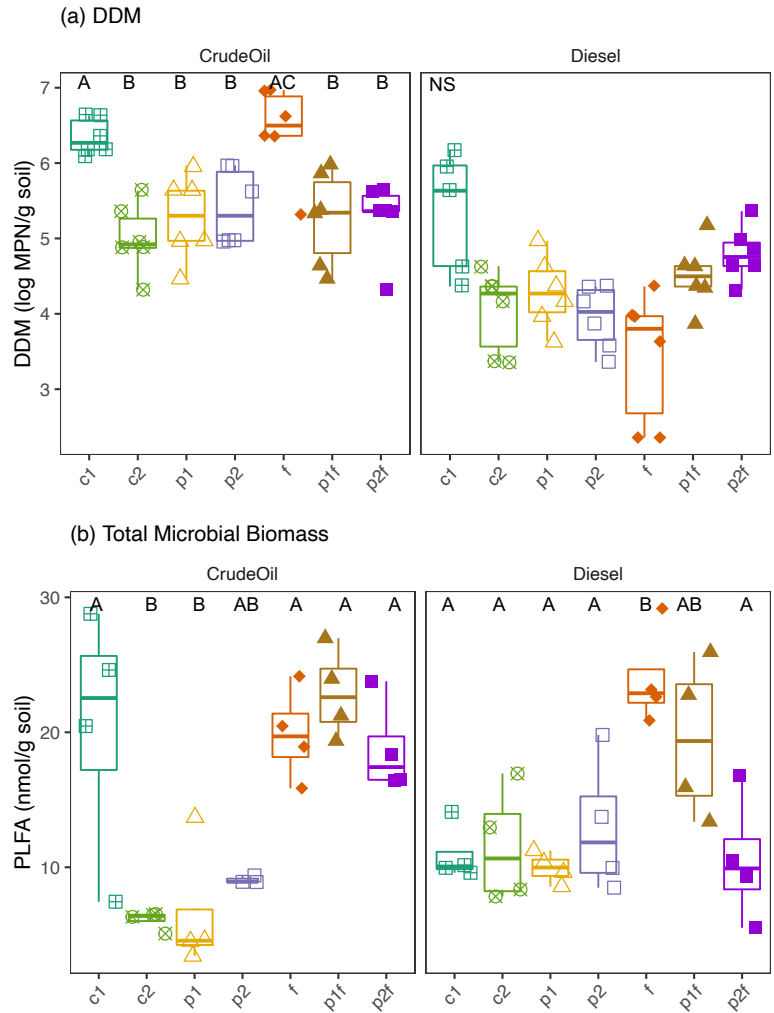 (a) DDM
CrudeOil Diesel
A B B B AC B B NS
7
6
5
4
3
DDM (log MPN/g soil)
c1 c2 p1 p2 f p1f p2f c1 c2 p1 p2 f p1f p2f
(b) Total Microbial Biomass
CrudeOil Diesel
A B B AB A A A A A A A B AB A
30
20
10
PLFA (nmol/g soil)
c1 c2 p1 p2 f p1f p2f c1 c2 p1 p2 f p1f p2f